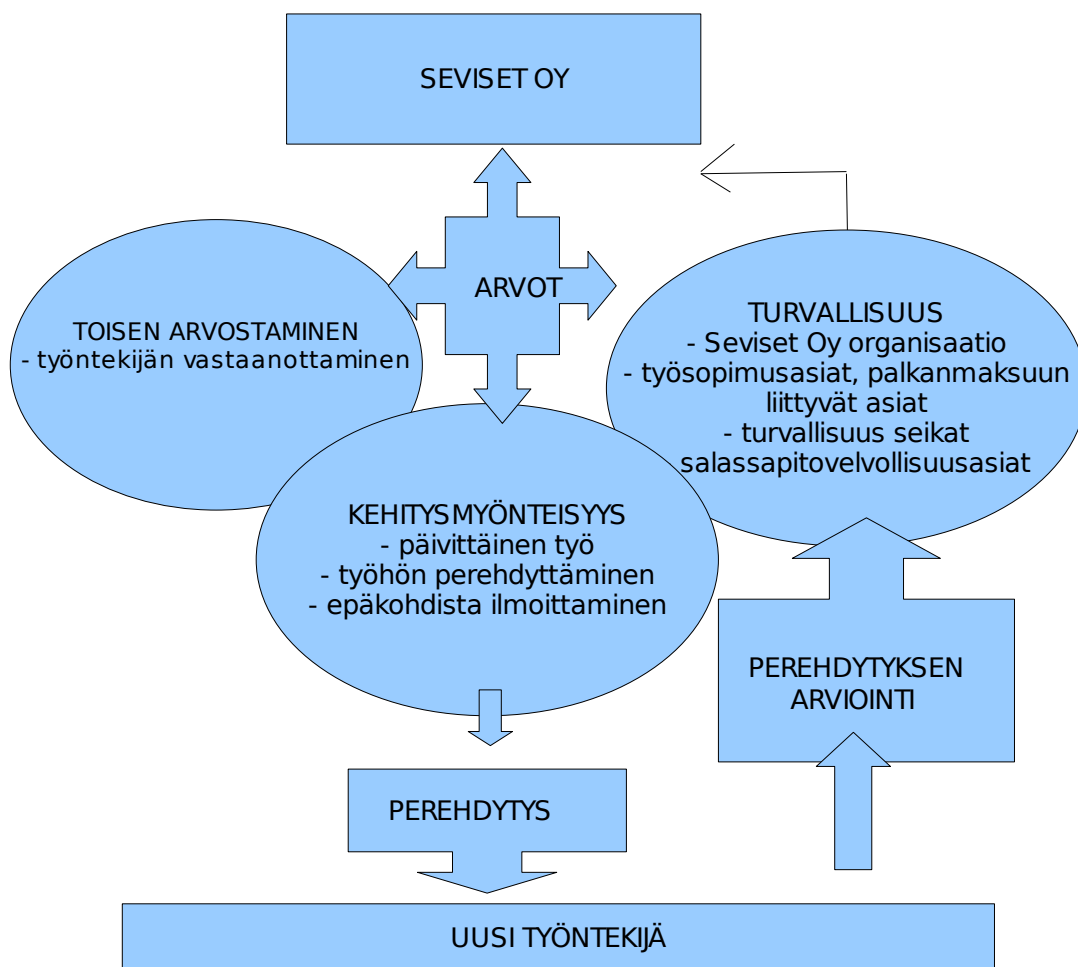 SEVISET OY
ARVOT
TOISEN ARVOSTAMINEN
- työntekijän vastaanottaminen
TURVALLISUUS
- Seviset Oy organisaatio
- työsopimusasiat, palkanmaksuun
liittyvät asiat
- turvallisuus seikat
salassapitovelvollisuusasiat
KEHITYSMYÖNTEISYYS
- päivittäinen työ
- työhön perehdyttäminen
- epäkohdista ilmoittaminen
PEREHDYTYKSEN
ARVIOINTI
PEREHDYTYS
UUSI TYÖNTEKIJÄ